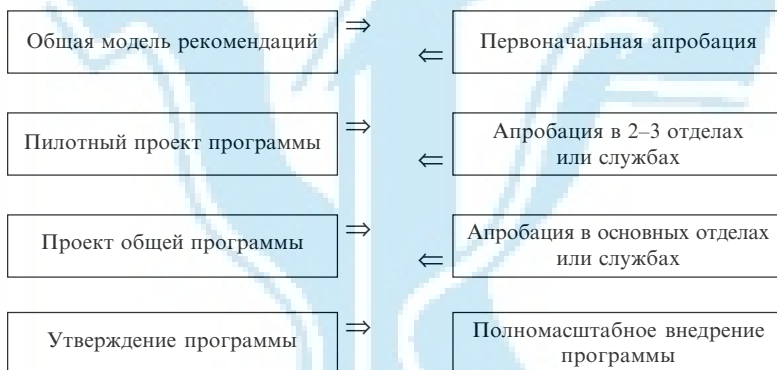 Общая модель рекомендаций
⇒
⇐
Первоначальная апробация
Пилотный проект программы
⇒
⇐
Апробация в 2–3 отделах
или службах
Проект общей программы
⇒
⇐
Апробация в основных отделах
или службах
Утверждение программы
⇒
Полномасштабное внедрение
программы